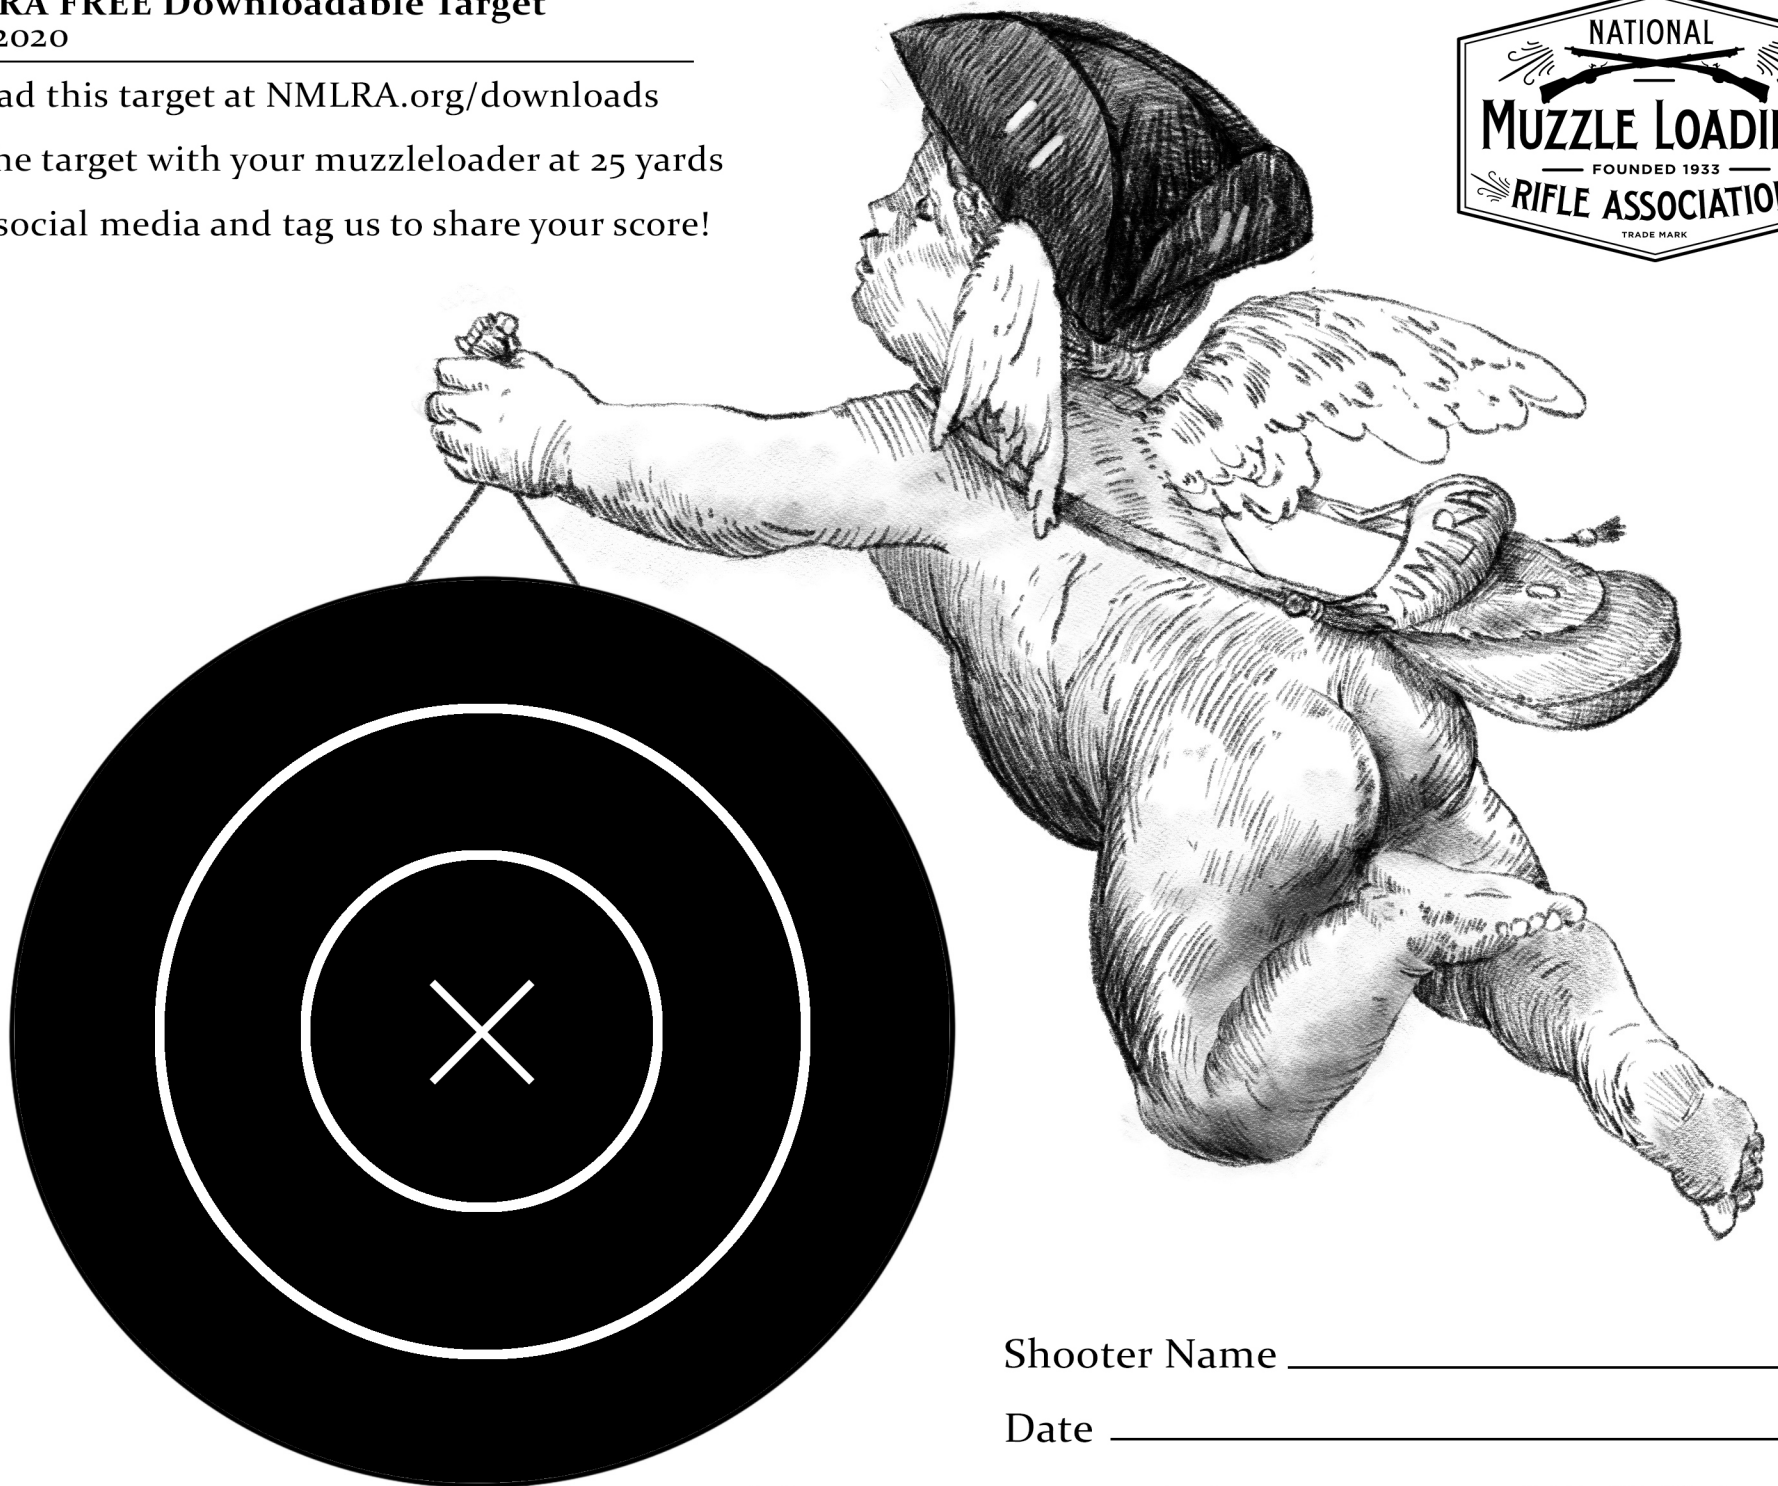 RA FREE Downloadable Target
2020
ad this target at NMLRA.org/downloads
he target with your muzzleloader at 25 yards
social media and tag us to share your score!
NATIONAL
MUZZLE LOADI
FOUNDED 1933
RIFLE ASSOCIATIO
TRADE MARK
NMLRA
Shooter Name
Date